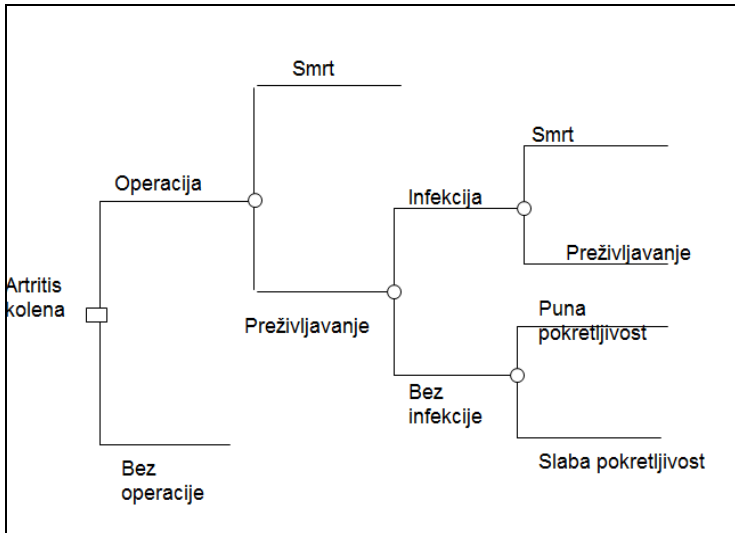 Smrt
Smrt
Operacija
Infekcija
Preživljavanje
Artritis
kolena
Preživljavanje
Puna
pokretljivost
Bez
infekcije
Bez
operacije
Slaba pokretljivost